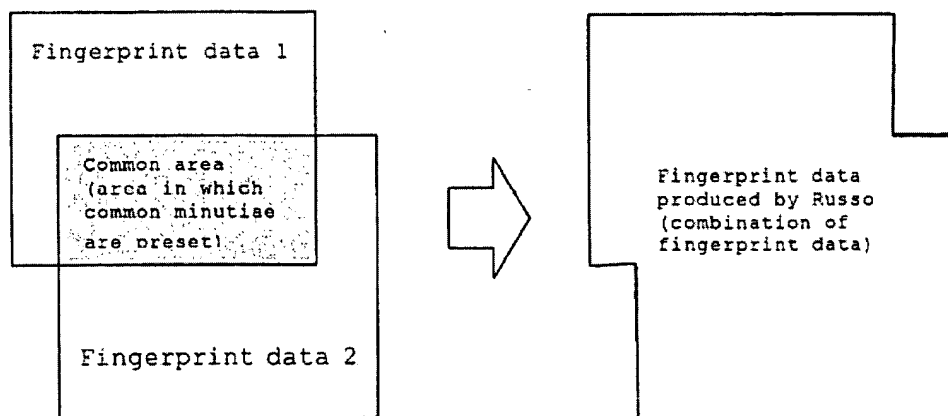 Fingerprint data 1
Common area
(area in which
common minutiae
are preset)
Fingerprint data 2
Fingerprint data
produced by Russo
(combination of
fingerprint data)